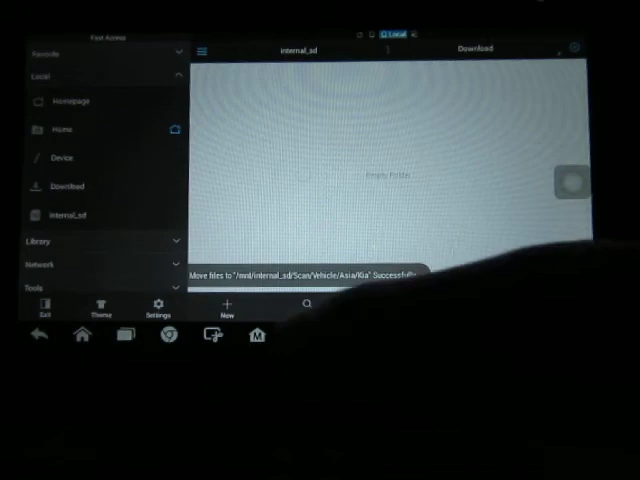 Fast Access
Local
Favorite
internal_sd
Download
Local
Homepage
Home
Device
Download
Empty Folder
internal_sd
Library
Network
Move files to "/mnt/internal_sd/Scan/Vehicle/Asia/Kia" Successfully
Tools
Exit
Theme
Settings
New
M